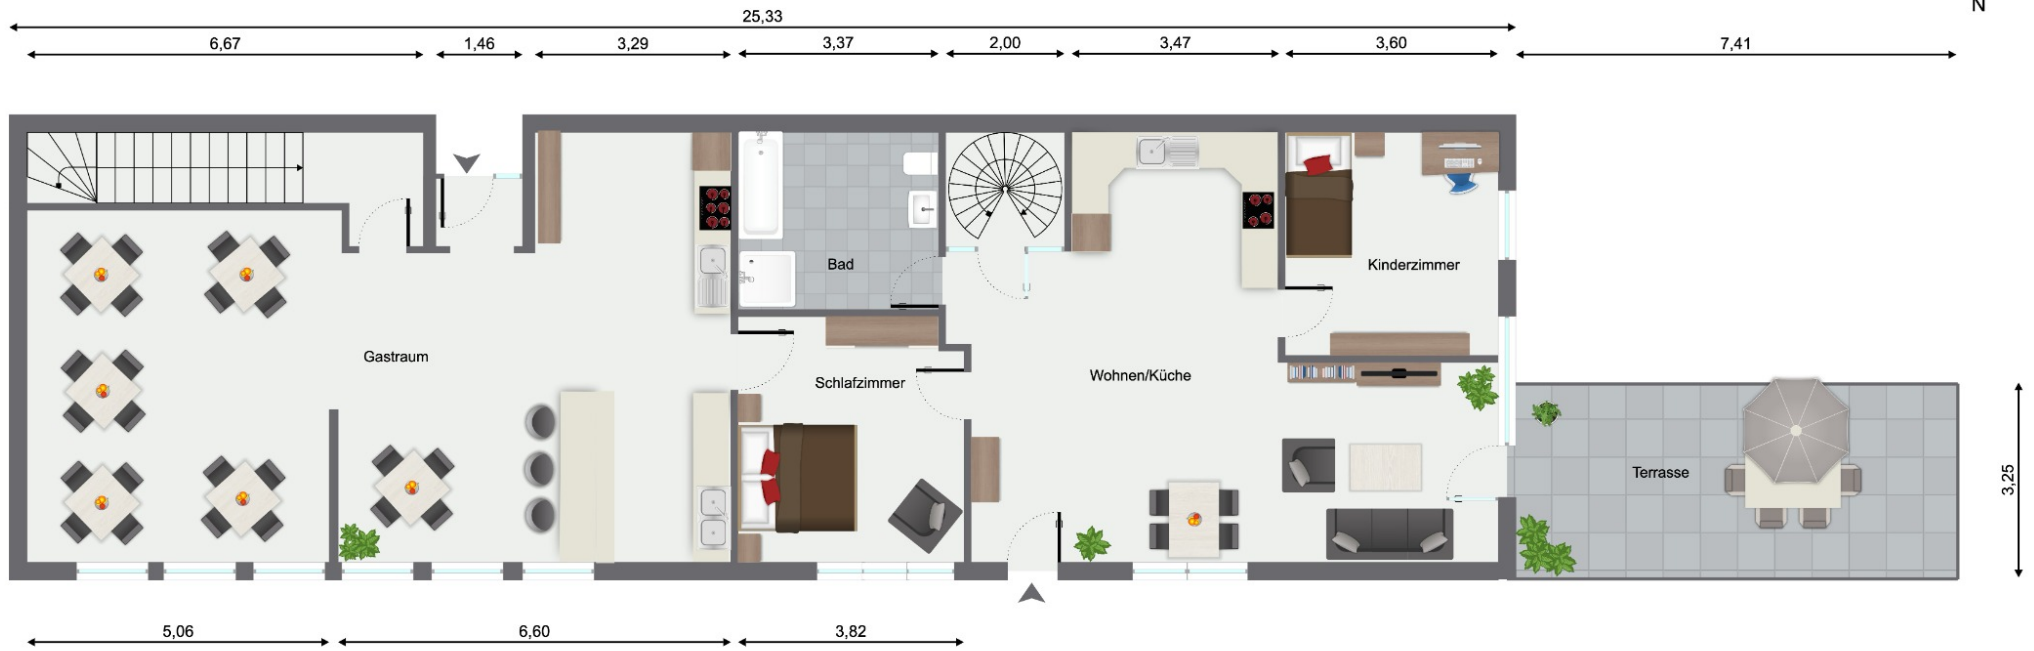 N
25,33
6,67
1,46
3,29
3,37
2,00
3,47
3,60
7,41
Bad
Kinderzimmer
Gastraum
Schlafzimmer
Wohnen/Küche
Terrasse
3,25
5,06
6,60
3,82